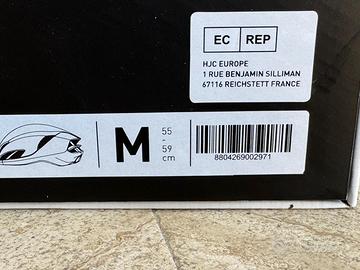 EC REP
HJC EUROPE
1 RUE BENJAMIN SILLIMAN
67116 REICHSTETT FRANCE
M 55 - 59 cm
8804269002971